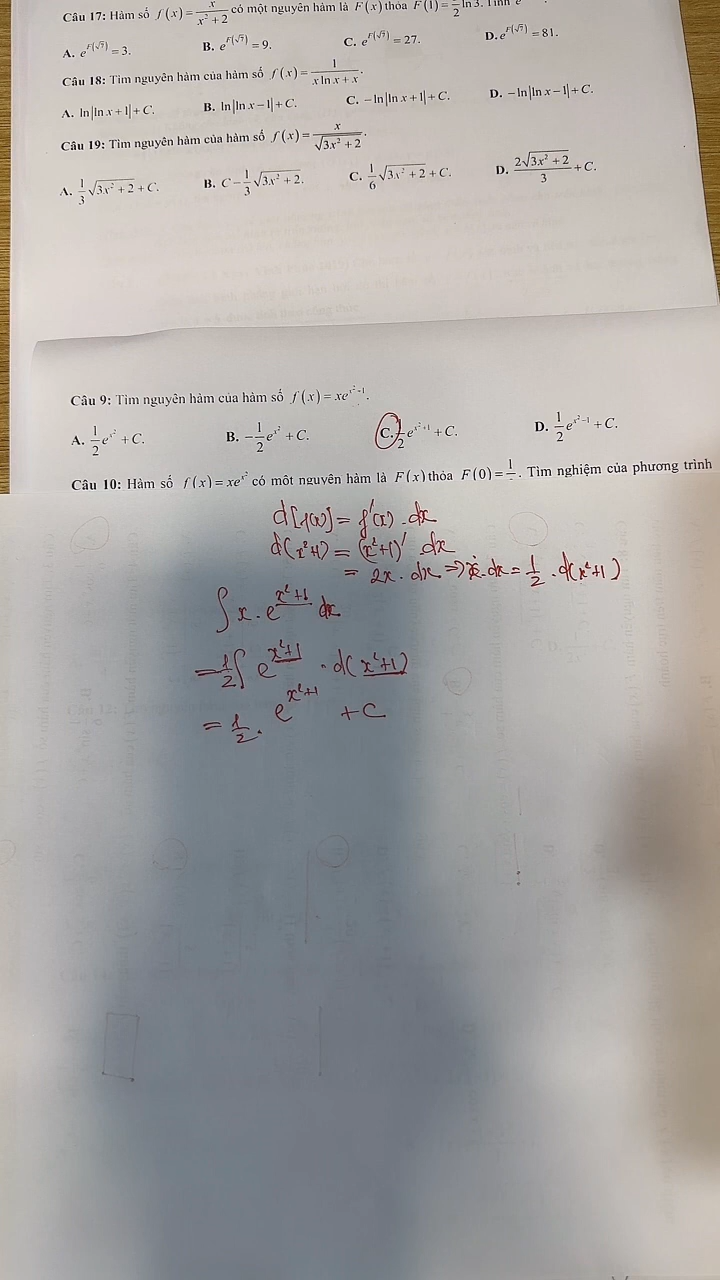 Câu 17: Hàm số f(x) = x/(x² + 2) có một nguyên hàm là F(x) thỏa F(1) = /2 ln 3.
A. e^{F(√7)} = 3. B. e^{F(√7)} = 9. C. e^{F(√7)} = 27. D. e^{F(√7)} = 81.
Câu 18: Tìm nguyên hàm của hàm số f(x) = 1/(x ln x + x).
A. ln|ln x + 1| + C. B. ln|ln x − 1| + C. C. −ln|ln x + 1| + C. D. −ln|ln x − 1| + C.
Câu 19: Tìm nguyên hàm của hàm số f(x) = x/√(3x² + 2).
A. 1/3 √(3x² + 2) + C. B. C − 1/3 √(3x² + 2). C. 1/6 √(3x² + 2) + C. D. 2√(3x² + 2)/3 + C.
Câu 9: Tìm nguyên hàm của hàm số f(x) = xe^{x²+1}.
A. 1/2 e^{x²} + C. B. −1/2 e^{x²} + C. C. 1/2 e^{x²+1} + C. D. 1/2 e^{x²−1} + C.
Câu 10: Hàm số f(x) = xe^{x²} có một nguyên hàm là F(x) thỏa F(0) = 1/. Tìm nghiệm của phương trình
d[f(x)] = f'(x) . dx
d(x²+1) = (x²+1)' dx
= 2x . dx ⇒ x . dx = 1/2 . d(x²+1)
∫ x . e^{x²+1} dx
= 1/2 ∫ e^{x²+1} . d(x²+1)
= 1/2 . e^{x²+1} + C